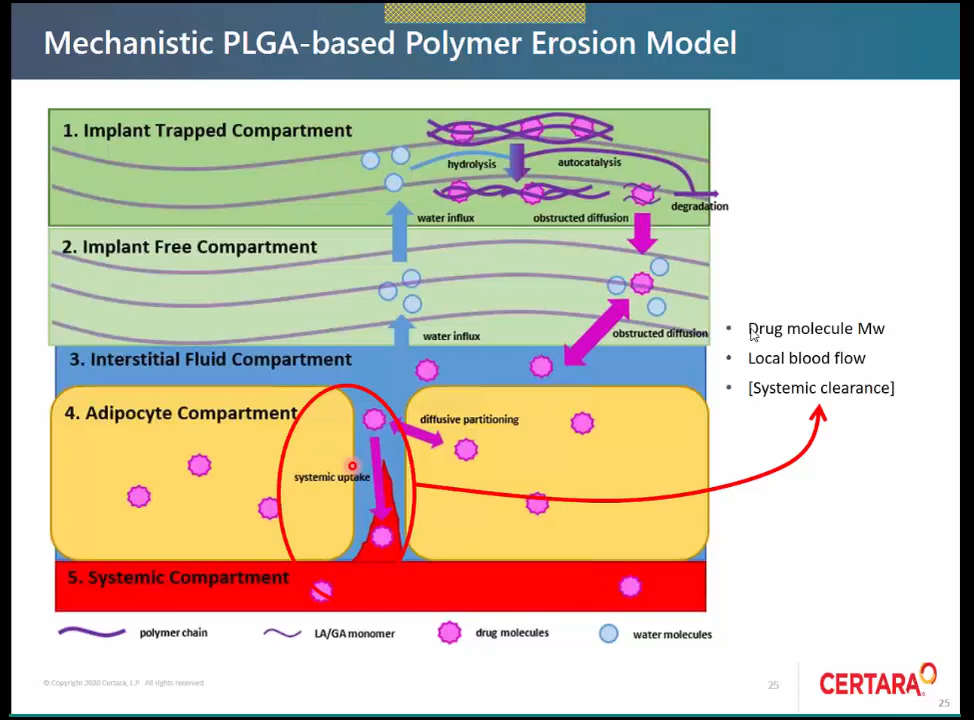 Mechanistic PLGA-based Polymer Erosion Model
1. Implant Trapped Compartment
hydrolysis
autocatalysis
degradation
water influx
obstructed diffusion
2. Implant Free Compartment
water influx
obstructed diffusion
3. Interstitial Fluid Compartment
4. Adipocyte Compartment
diffusive partitioning
systemic uptake
5. Systemic Compartment
polymer chain
LA/GA monomer
drug molecules
water molecules
• Drug molecule Mw
• Local blood flow
• [Systemic clearance]
© Copyright 2020 Certara, L.P. All rights reserved
25
CERTARA
25